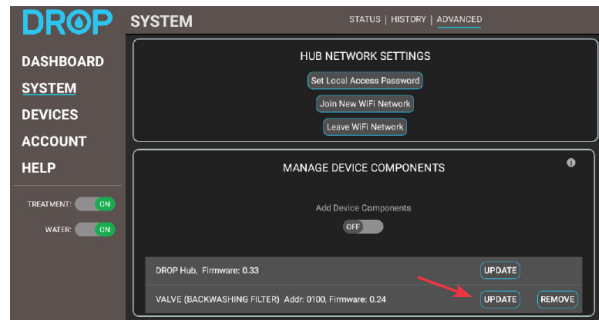 DROP
SYSTEM
STATUS | HISTORY | ADVANCED
DASHBOARD
SYSTEM
DEVICES
ACCOUNT
HELP
TREATMENT: ON
WATER: ON
HUB NETWORK SETTINGS
Set Local Access Password
Join New WiFi Network
Leave WiFi Network
MANAGE DEVICE COMPONENTS
i
Add Device Components
OFF
DROP Hub, Firmware: 0.33 UPDATE
VALVE (BACKWASHING FILTER) Addr: 0100, Firmware: 0.24 UPDATE REMOVE